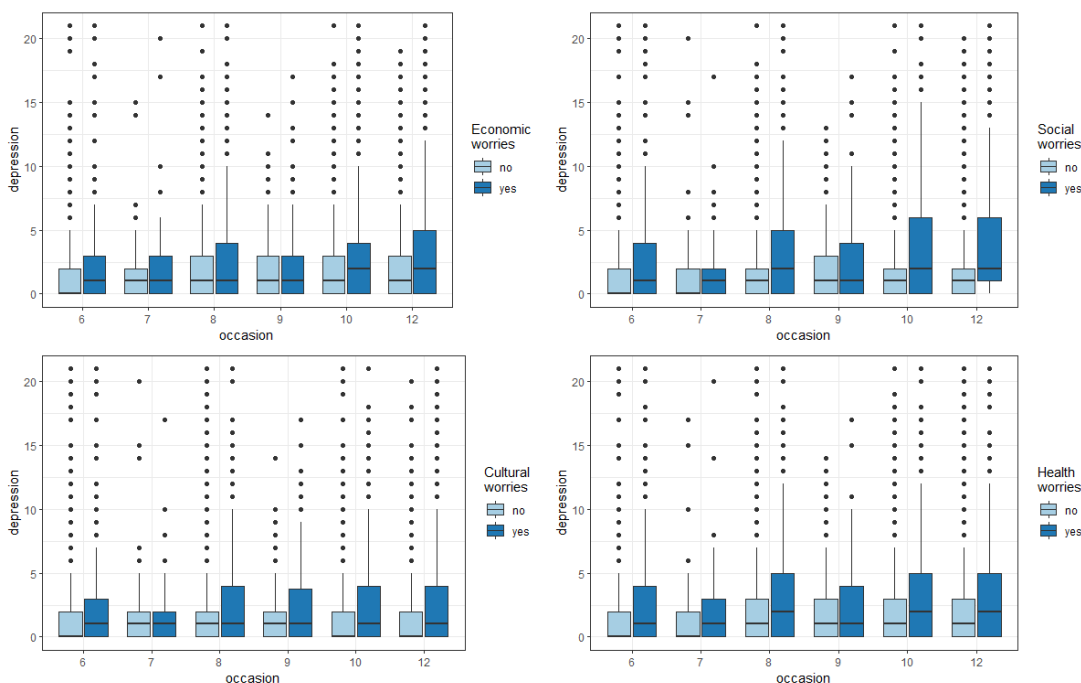 20
15
10
5
0
depression
6 7 8 9 10 12
occasion
Economic
worries
no
yes
20
15
10
5
0
depression
6 7 8 9 10 12
occasion
Social
worries
no
yes
20
15
10
5
0
depression
6 7 8 9 10 12
occasion
Cultural
worries
no
yes
20
15
10
5
0
depression
6 7 8 9 10 12
occasion
Health
worries
no
yes